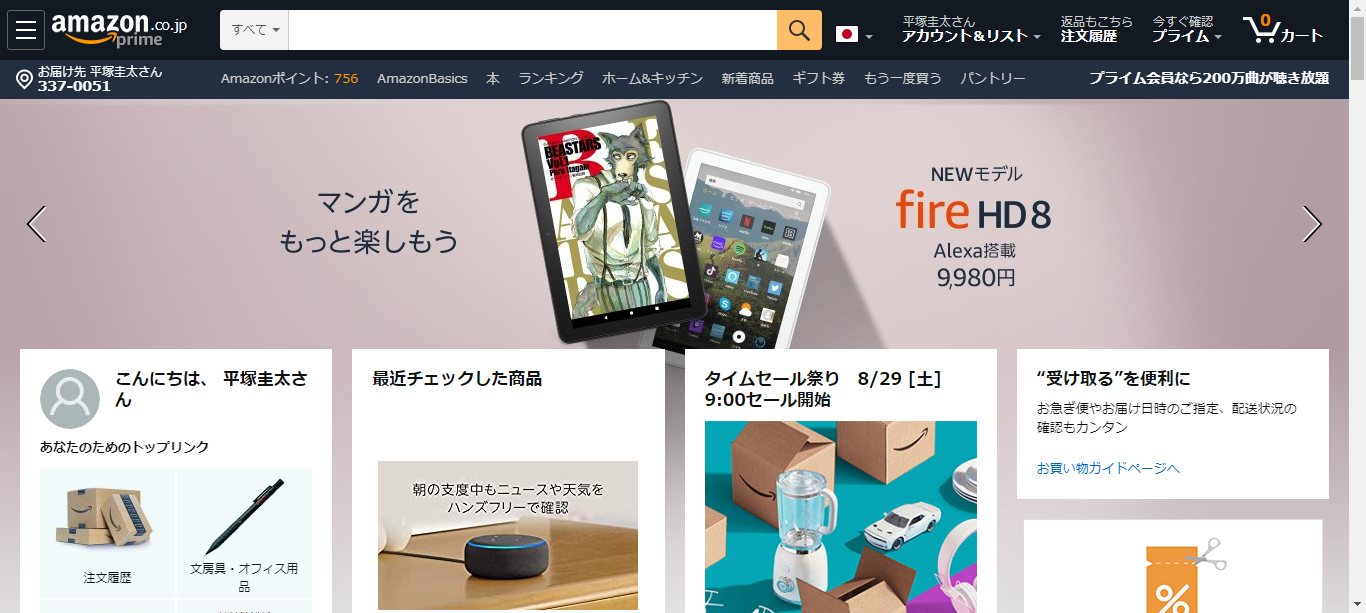 amazon.co.jp
prime
すべて
平塚圭太さん
アカウント&リスト
返品もこちら
注文履歴
今すぐ確認
プライム
0
カート
お届け先 平塚圭太さん
337-0051
Amazonポイント: 756
AmazonBasics
本
ランキング
ホーム&キッチン
新着商品
ギフト券
もう一度買う
パントリー
プライム会員なら200万曲が聴き放題
マンガを
もっと楽しもう
BEASTARS
Vol.1
Paru Itagaki
NEWモデル
fire HD 8
Alexa搭載
9,980円
こんにちは、 平塚圭太さ
ん
あなたのためのトップリンク
注文履歴
文房具・オフィス用
品
最近チェックした商品
朝の支度中もニュースや天気を
ハンズフリーで確認
タイムセール祭り　8/29 [土]
9:00セール開始
“受け取る”を便利に
お急ぎ便やお届け日時のご指定、配送状況の
確認もカンタン
お買い物ガイドページへ
%